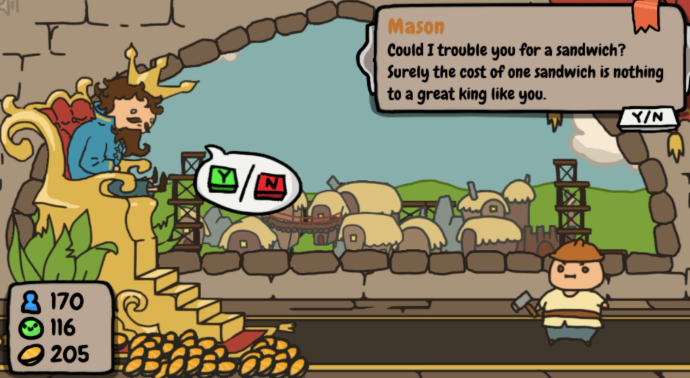 Mason
Could I trouble you for a sandwich?
Surely the cost of one sandwich is nothing
to a great king like you.
Y/N
Y/N
170
116
205